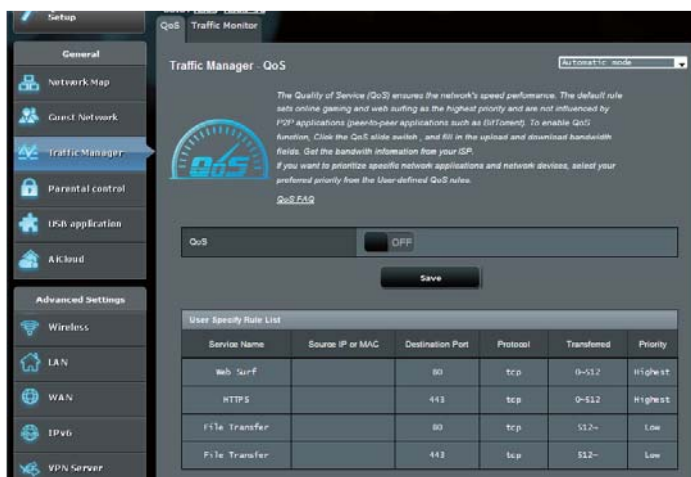 Setup
QoS Traffic Monitor
General
Network Map
Guest Network
Traffic Manager
Parental control
USB application
AiCloud
Advanced Settings
Wireless
LAN
WAN
IPv6
VPN Server
Traffic Manager - QoS
Automatic mode
The Quality of Service (QoS) ensures the network's speed performance. The default rule
sets online gaming and web surfing as the highest priority and are not influenced by
P2P applications (peer-to-peer applications such as BitTorrent). To enable QoS
function, Click the QoS slide switch , and fill in the upload and download bandwidth
fields. Get the bandwith information from your ISP.
If you want to prioritize specific network applications and network devices, select your
preferred priority from the User-defined QoS rules.
QoS FAQ
QoS
QoS OFF
Save
User Specify Rule List
Service Name Source IP or MAC Destination Port Protocol Transferred Priority
Web Surf 80 tcp 0~512 Highest
HTTPS 443 tcp 0~512 Highest
File Transfer 80 tcp 512~ Low
File Transfer 443 tcp 512~ Low